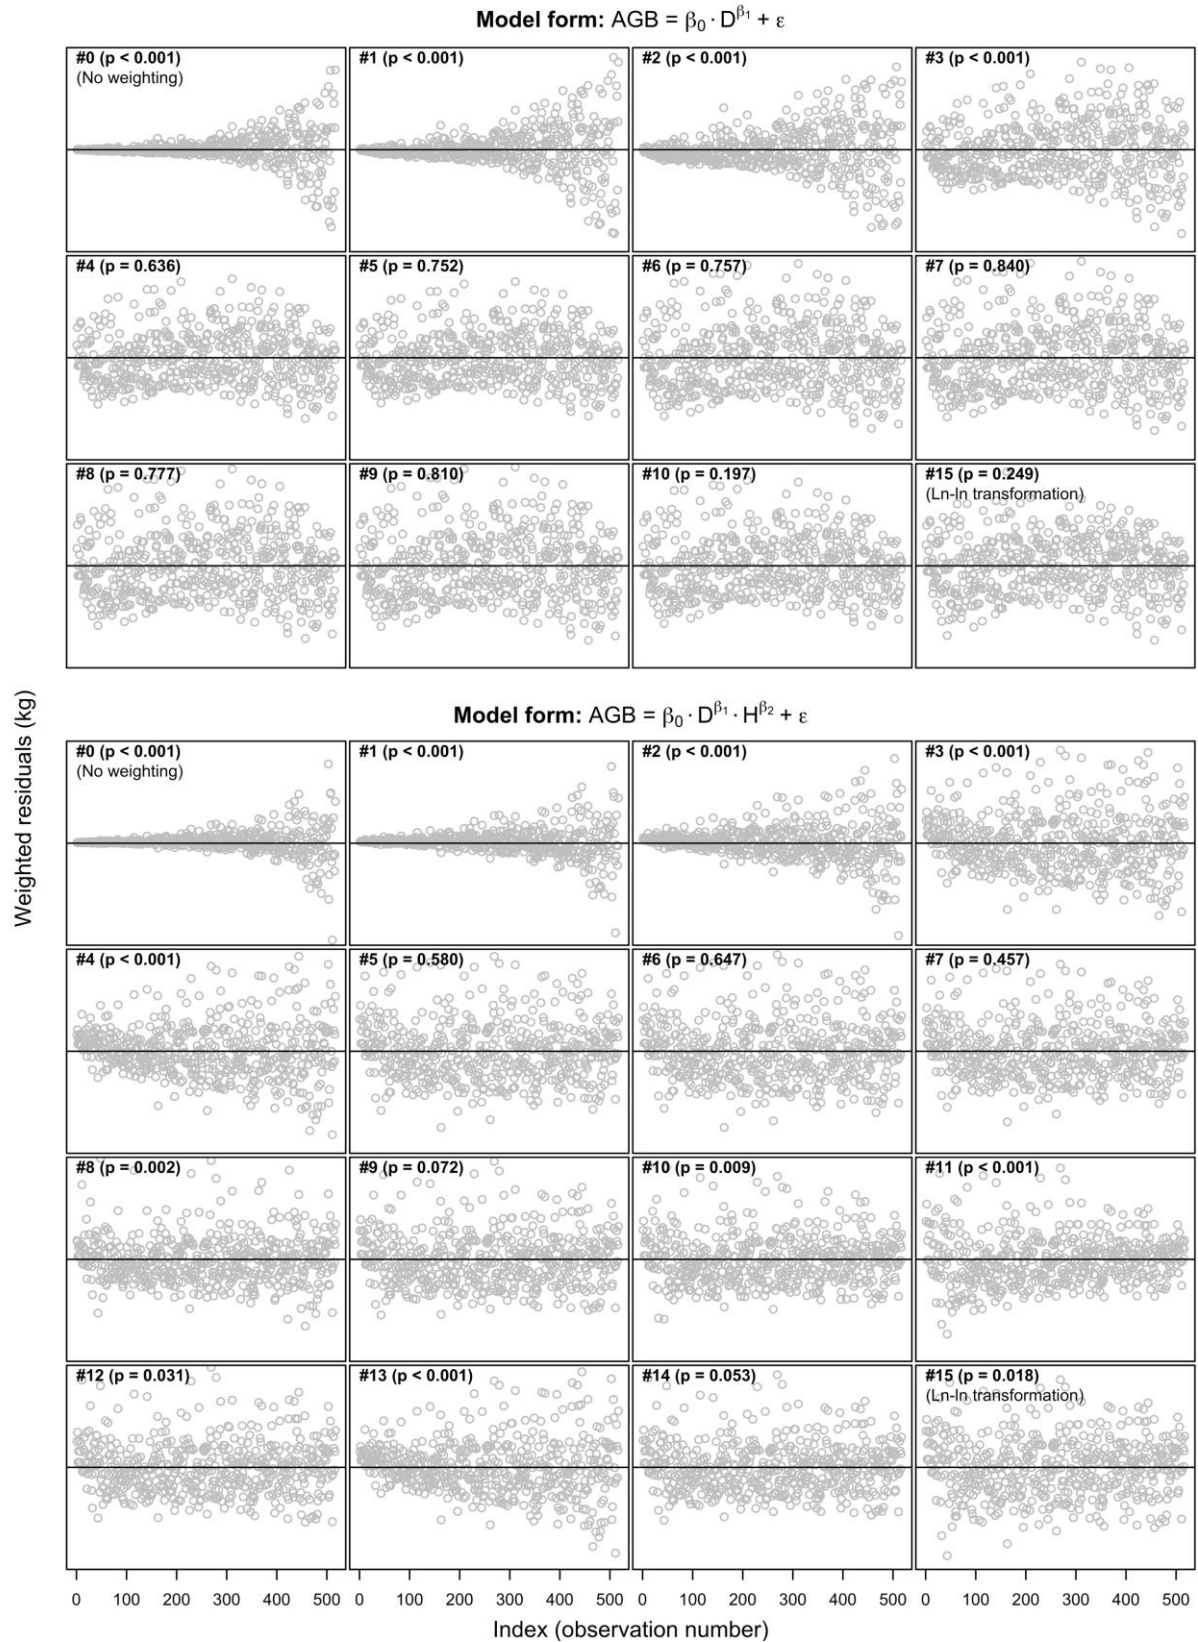 Model form: AGB = β₀ · D^β₁ + ε
#0 (p < 0.001)
(No weighting)
#1 (p < 0.001)
#2 (p < 0.001)
#3 (p < 0.001)
#4 (p = 0.636)
#5 (p = 0.752)
#6 (p = 0.757)
#7 (p = 0.840)
#8 (p = 0.777)
#9 (p = 0.810)
#10 (p = 0.197)
#15 (p = 0.249)
(Ln-ln transformation)
Weighted residuals (kg)
Model form: AGB = β₀ · D^β₁ · H^β₂ + ε
#0 (p < 0.001)
(No weighting)
#1 (p < 0.001)
#2 (p < 0.001)
#3 (p < 0.001)
#4 (p < 0.001)
#5 (p = 0.580)
#6 (p = 0.647)
#7 (p = 0.457)
#8 (p = 0.002)
#9 (p = 0.072)
#10 (p = 0.009)
#11 (p < 0.001)
#12 (p = 0.031)
#13 (p < 0.001)
#14 (p = 0.053)
#15 (p = 0.018)
(Ln-ln transformation)
0 100 200 300 400 500
0 100 200 300 400 500
0 100 200 300 400 500
0 100 200 300 400 500
Index (observation number)